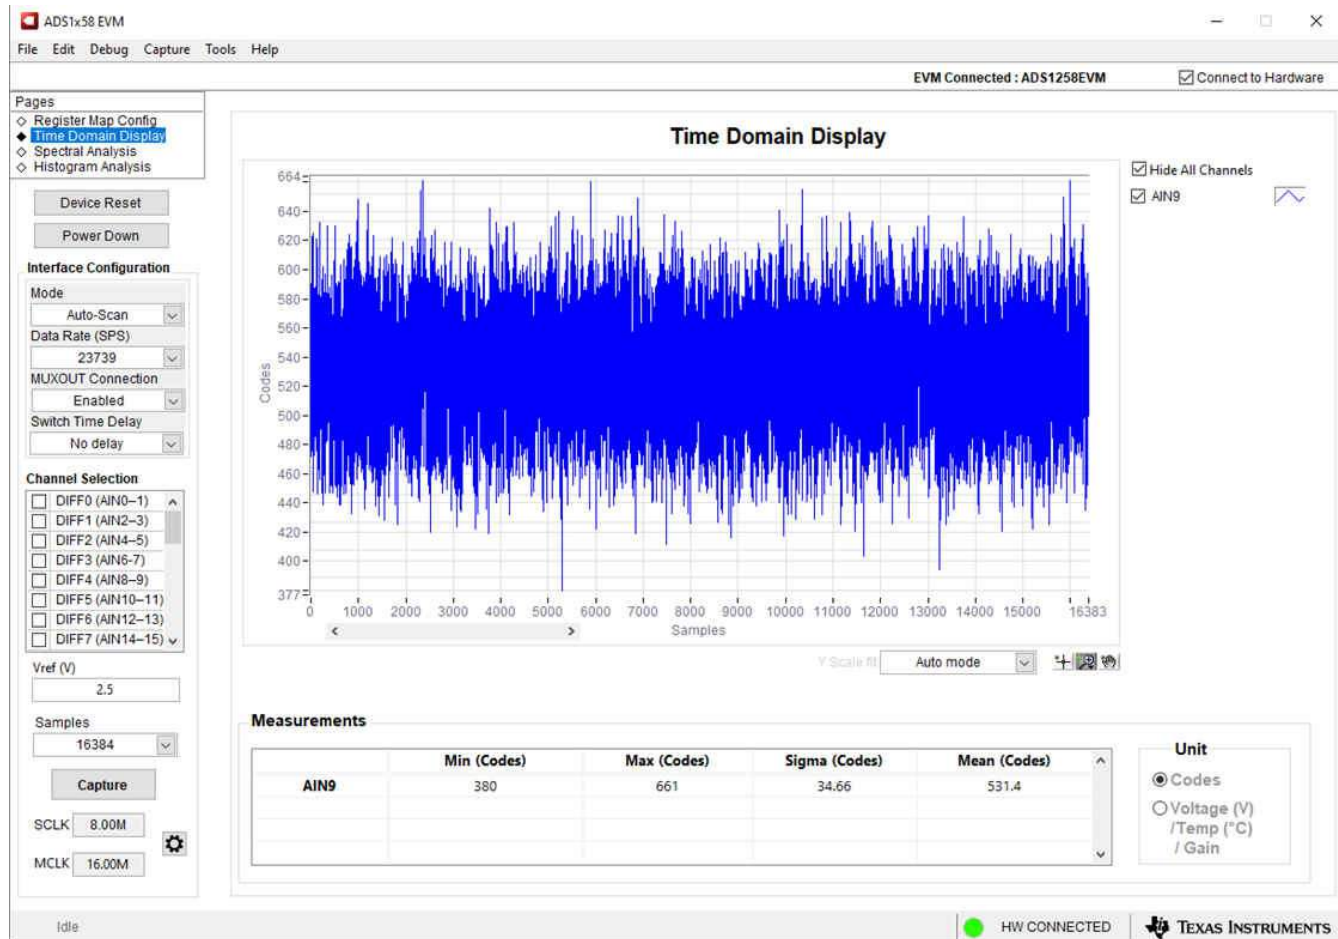 ADS1x58 EVM
File Edit Debug Capture Tools Help
EVM Connected : ADS1258EVM Connect to Hardware
Pages
Register Map Config
Time Domain Display
Spectral Analysis
Histogram Analysis
Device Reset
Power Down
Interface Configuration
Mode
Auto-Scan
Data Rate (SPS)
23739
MUXOUT Connection
Enabled
Switch Time Delay
No delay
Channel Selection
DIFF0 (AIN0–1)
DIFF1 (AIN2–3)
DIFF2 (AIN4–5)
DIFF3 (AIN6-7)
DIFF4 (AIN8–9)
DIFF5 (AIN10–11)
DIFF6 (AIN12–13)
DIFF7 (AIN14–15)
Vref (V)
2.5
Samples
16384
Capture
SCLK 8.00M
MCLK 16.00M
Time Domain Display
664
640
620
600
580
560
540
520
500
480
460
440
420
400
377
Codes
0 1000 2000 3000 4000 5000 6000 7000 8000 9000 10000 11000 12000 13000 14000 15000 16383
Samples
Hide All Channels
AIN9
Y Scale fit Auto mode
Measurements
Min (Codes) Max (Codes) Sigma (Codes) Mean (Codes)
AIN9 380 661 34.66 531.4
Unit
Codes
Voltage (V)
/Temp (°C)
/ Gain
Idle HW CONNECTED TEXAS INSTRUMENTS